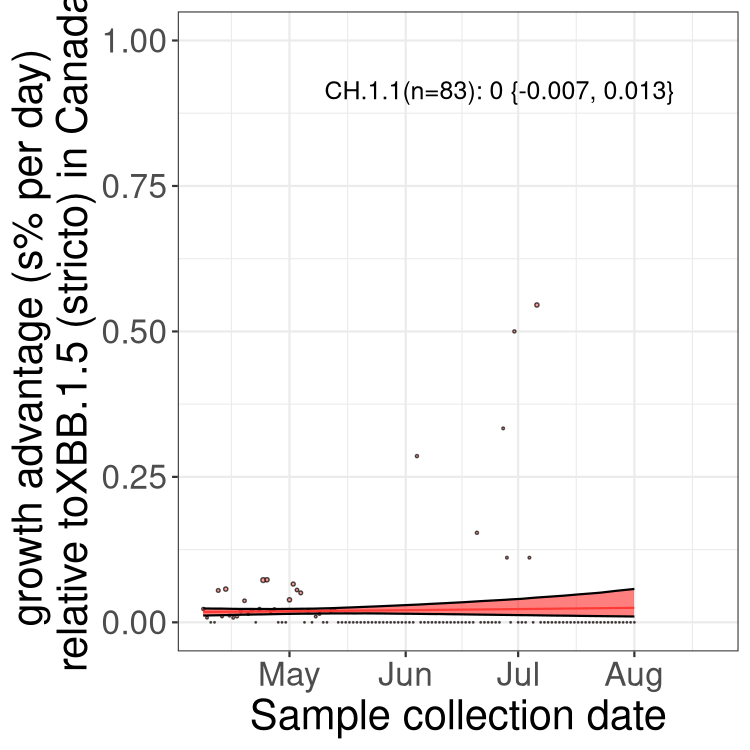 growth advantage (s% per day)
relative toXBB.1.5 (stricto) in Canada
1.00
0.75
0.50
0.25
0.00
CH.1.1(n=83): 0 {-0.007, 0.013}
May Jun Jul Aug
Sample collection date